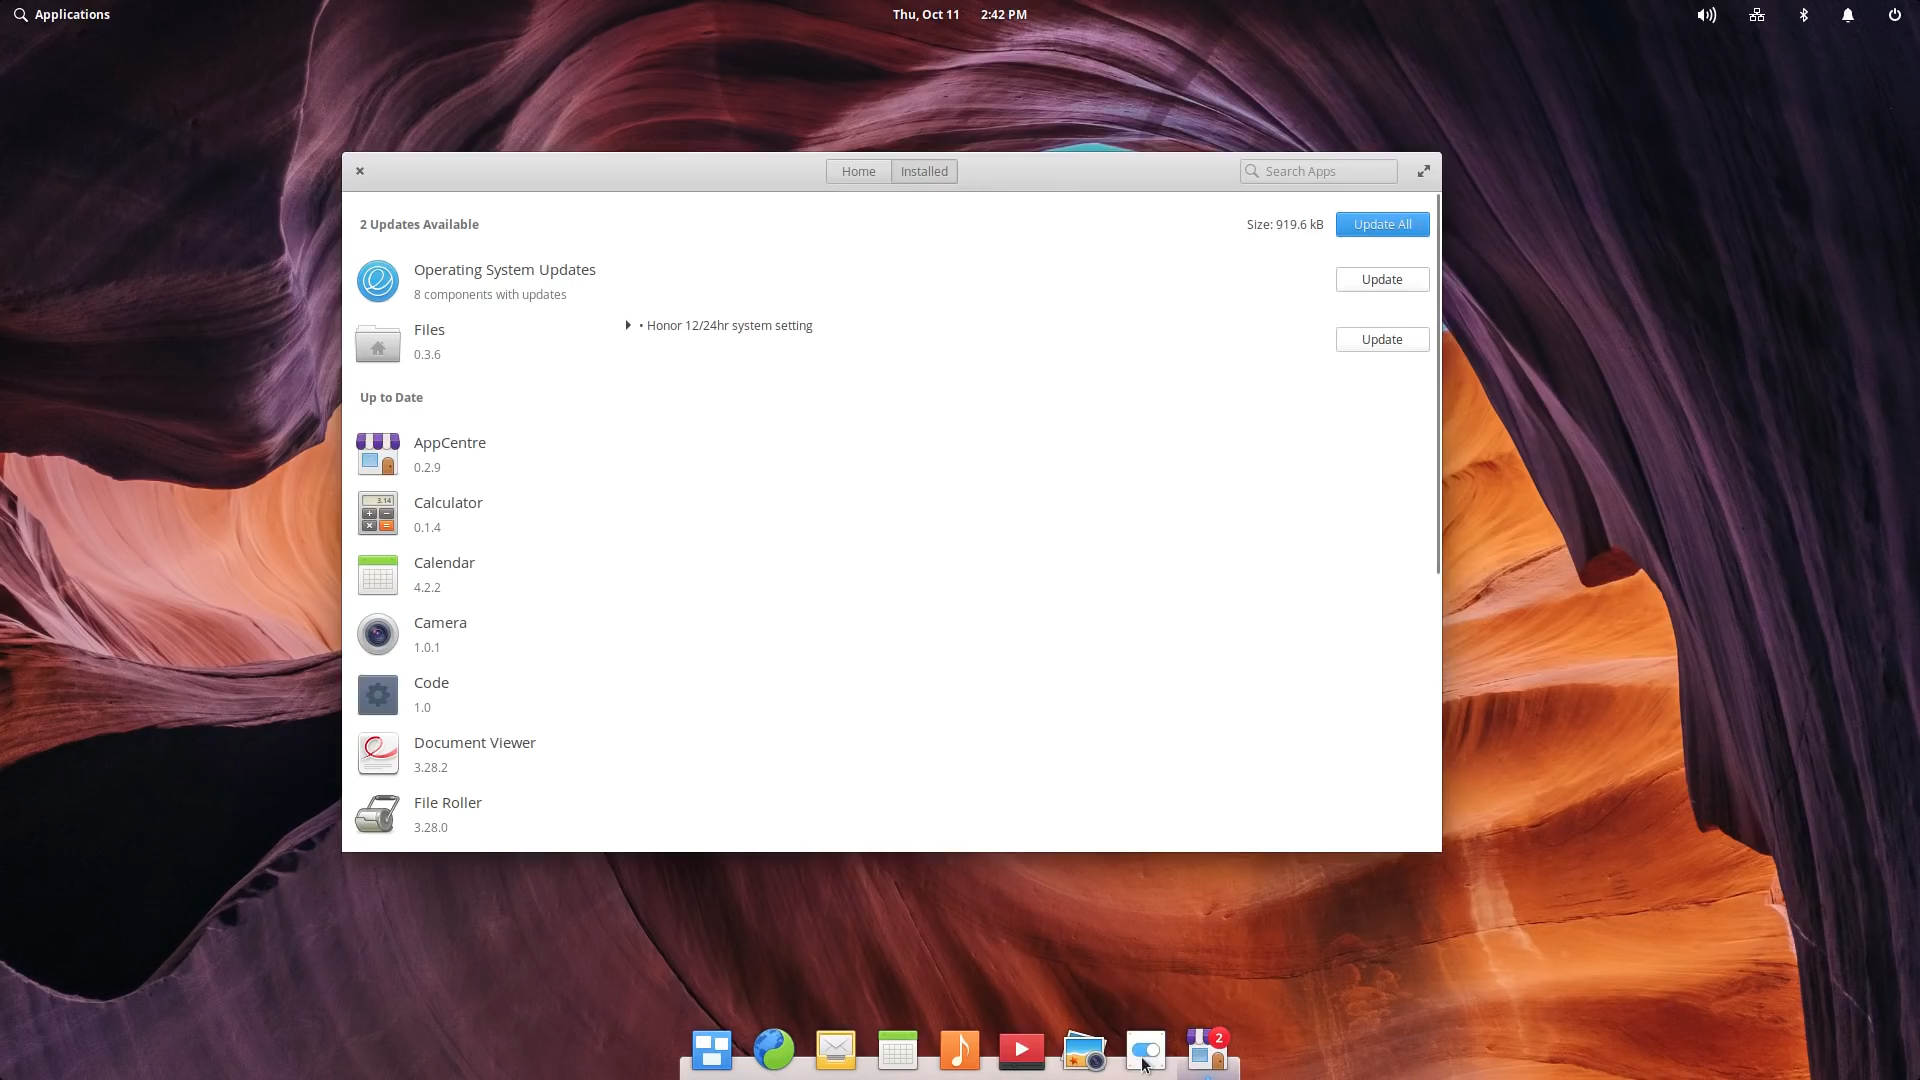 Applications
Thu, Oct 11 2:42 PM
Home Installed
Search Apps
2 Updates Available
Size: 919.6 kB
Update All
Operating System Updates
8 components with updates
Update
Files
0.3.6
• Honor 12/24hr system setting
Update
Up to Date
AppCentre
0.2.9
3.14
Calculator
0.1.4
Calendar
4.2.2
Camera
1.0.1
Code
1.0
Document Viewer
3.28.2
File Roller
3.28.0
2